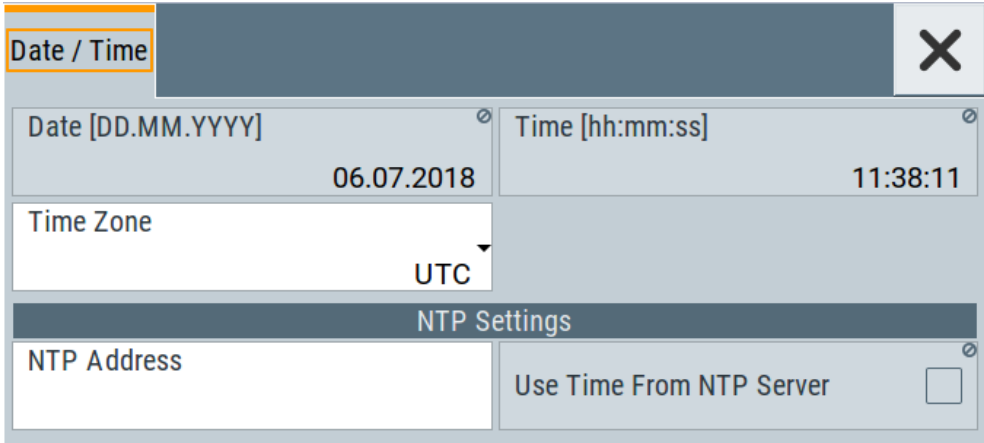 Date / Time
Date [DD.MM.YYYY]
06.07.2018
Time [hh:mm:ss]
11:38:11
Time Zone
UTC
NTP Settings
NTP Address
Use Time From NTP Server